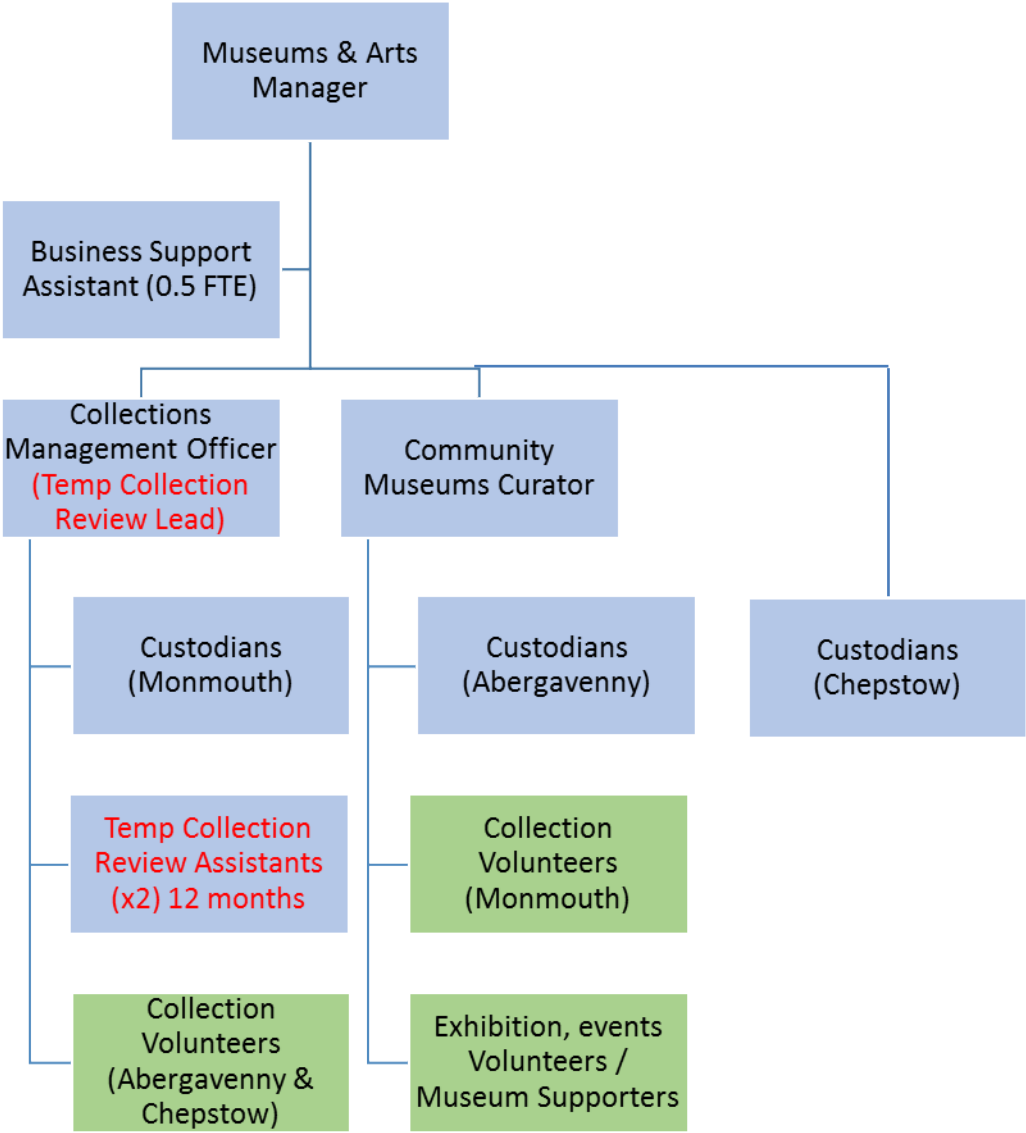 Museums & Arts
Manager
Business Support
Assistant (0.5 FTE)
Collections
Management Officer
(Temp Collection
Review Lead)
Community
Museums Curator
Custodians
(Monmouth)
Custodians
(Abergavenny)
Custodians
(Chepstow)
Temp Collection
Review Assistants
(x2) 12 months
Collection
Volunteers
(Monmouth)
Collection
Volunteers
(Abergavenny &
Chepstow)
Exhibition, events
Volunteers /
Museum Supporters